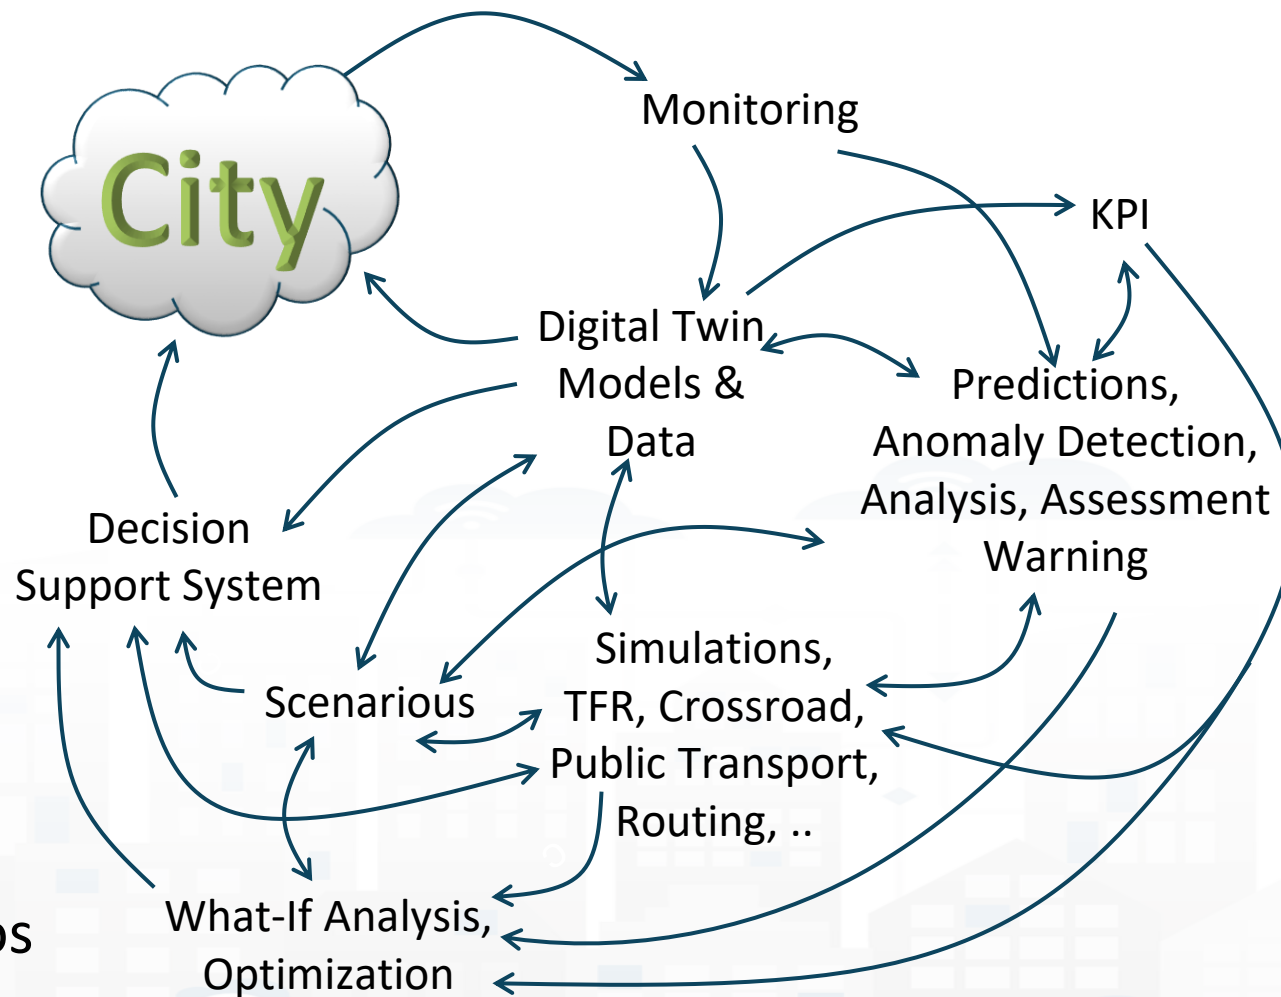 Monitoring
City
KPI
Digital Twin
Models &
Data
Predictions,
Anomaly Detection,
Analysis, Assessment
Warning
Decision
Support System
Simulations,
TFR, Crossroad,
Public Transport,
Routing, ..
Scenarious
What-If Analysis,
Optimization